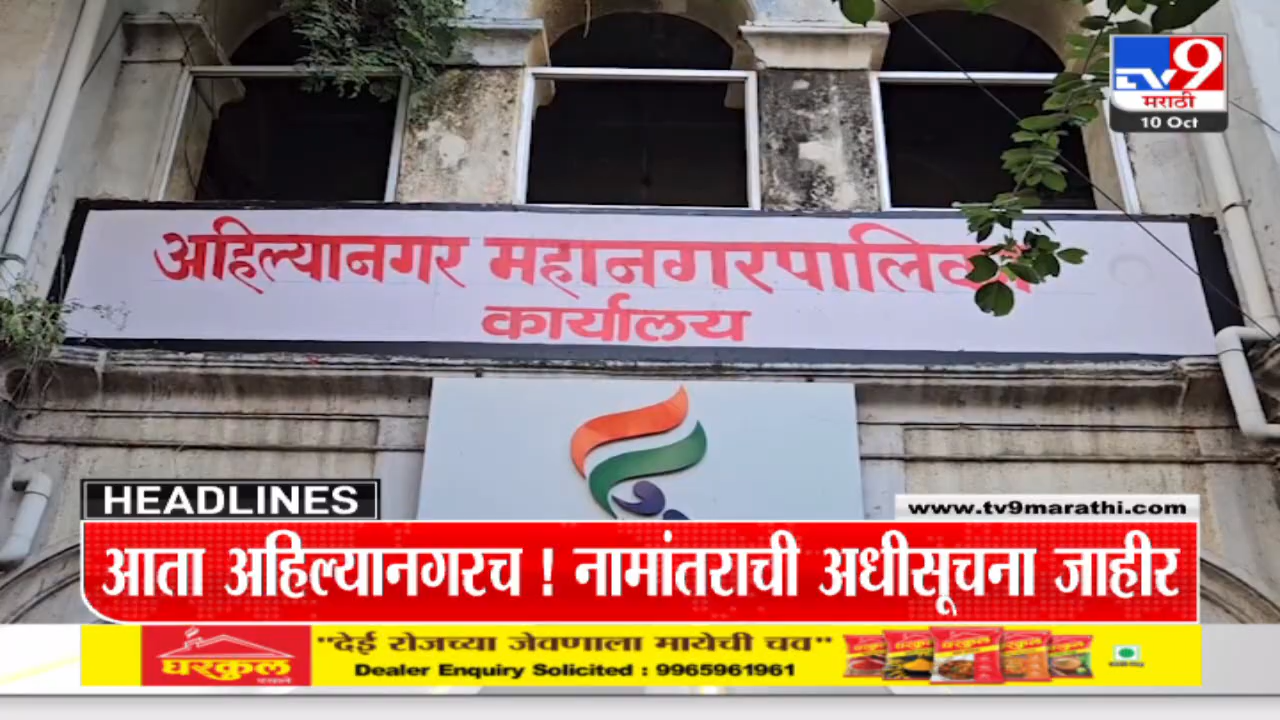 TV9
मराठी
10 Oct
अहिल्यानगर महानगरपालिका
कार्यालय
HEADLINES
www.tv9marathi.com
आता अहिल्यानगरच ! नामांतराची अधीसूचना जाहीर
घरकुल
मसाले
"देई रोजच्या जेवणाला मायेची चव"
Dealer Enquiry Solicited : 9965961961